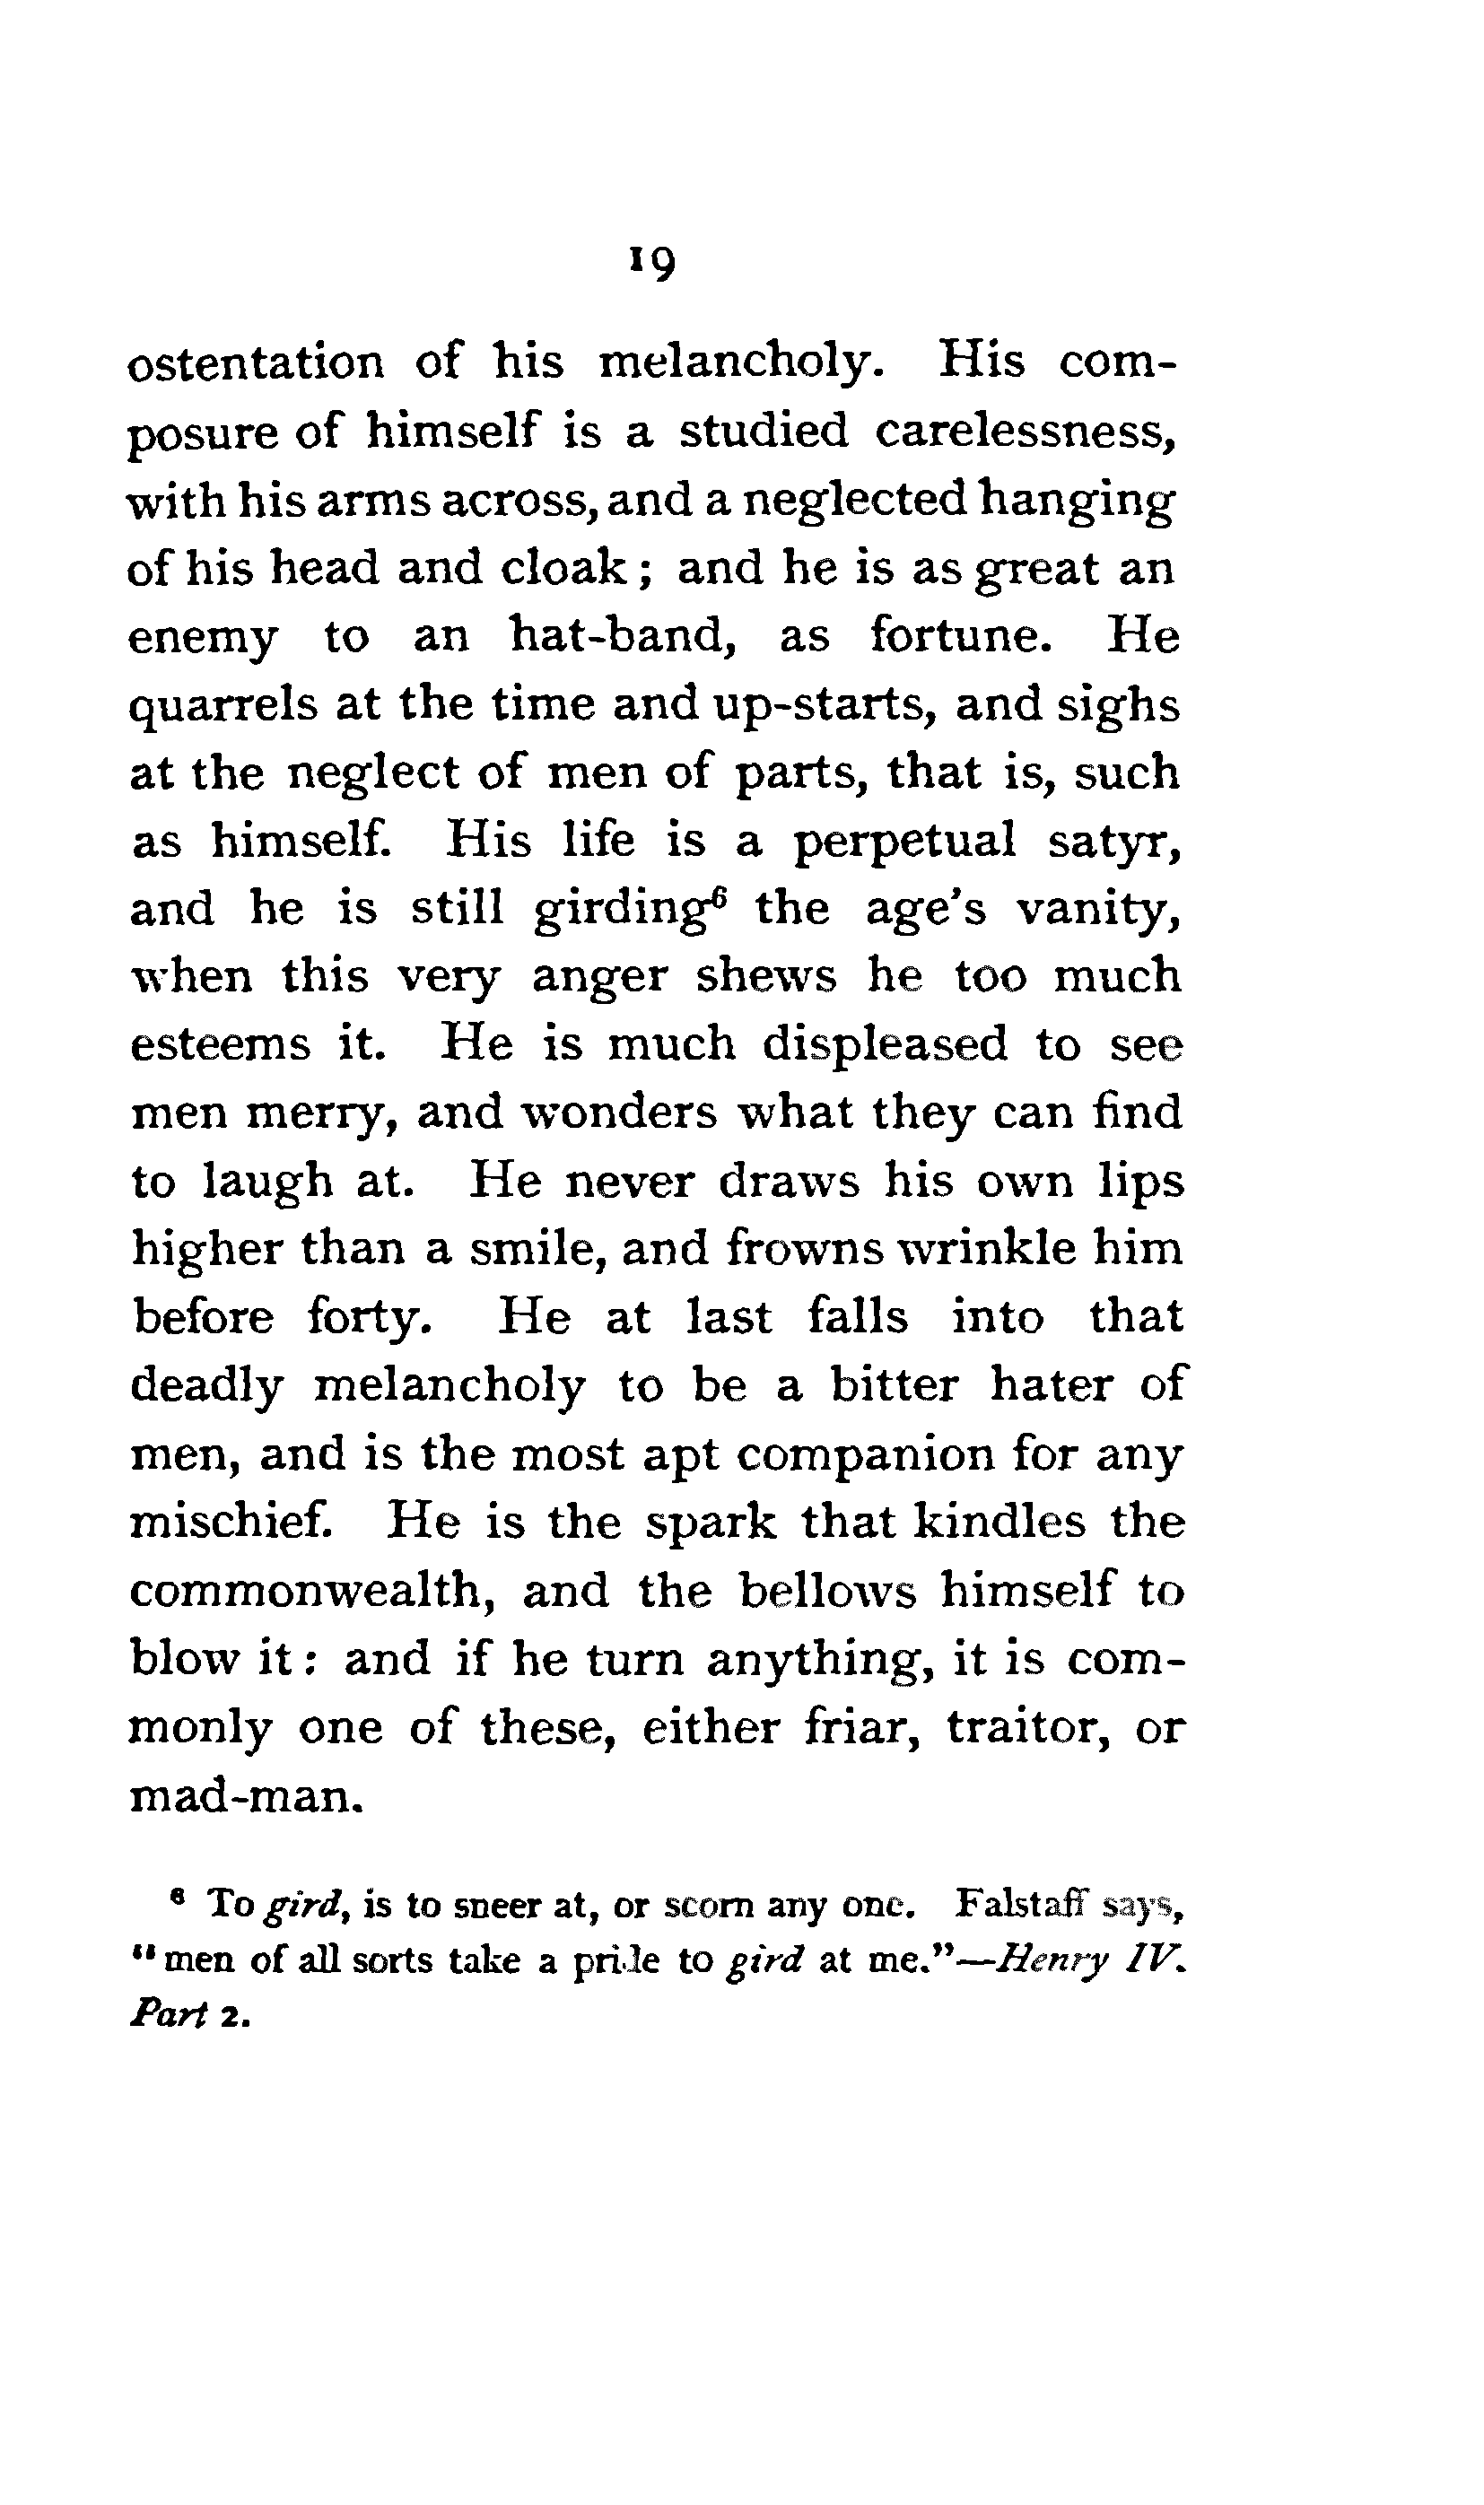 19
ostentation of his melancholy. His com-
posure of himself is a studied carelessness,
with his arms across, and a neglected hanging
of his head and cloak ; and he is as great an
enemy to an hat-band, as fortune. He
quarrels at the time and up-starts, and sighs
at the neglect of men of parts, that is, such
as himself. His life is a perpetual satyr,
and he is still girding⁶ the age's vanity,
when this very anger shews he too much
esteems it. He is much displeased to see
men merry, and wonders what they can find
to laugh at. He never draws his own lips
higher than a smile, and frowns wrinkle him
before forty. He at last falls into that
deadly melancholy to be a bitter hater of
men, and is the most apt companion for any
mischief. He is the spark that kindles the
commonwealth, and the bellows himself to
blow it : and if he turn anything, it is com-
monly one of these, either friar, traitor, or
mad-man.
⁶ To gird, is to sneer at, or scorn any one. Falstaff says,
"men of all sorts take a pride to gird at me."—Henry IV.
Part 2.